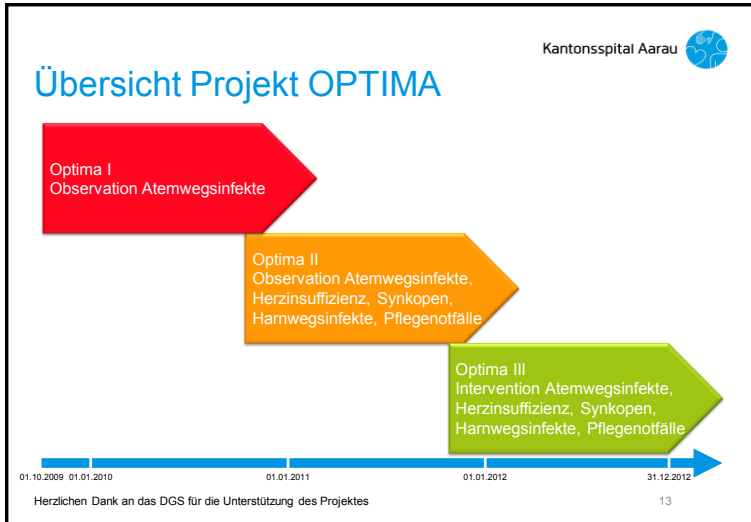 Kantonsspital Aarau
Übersicht Projekt OPTIMA
Optima I
Observation Atemwegsinfekte
Optima II
Observation Atemwegsinfekte,
Herzinsuffizienz, Synkopen,
Harnwegsinfekte, Pflegenotfälle
Optima III
Intervention Atemwegsinfekte,
Herzinsuffizienz, Synkopen,
Harnwegsinfekte, Pflegenotfälle
01.10.2009 01.01.2010 01.01.2011 01.01.2012 31.12.2012
Herzlichen Dank an das DGS für die Unterstützung des Projektes 13